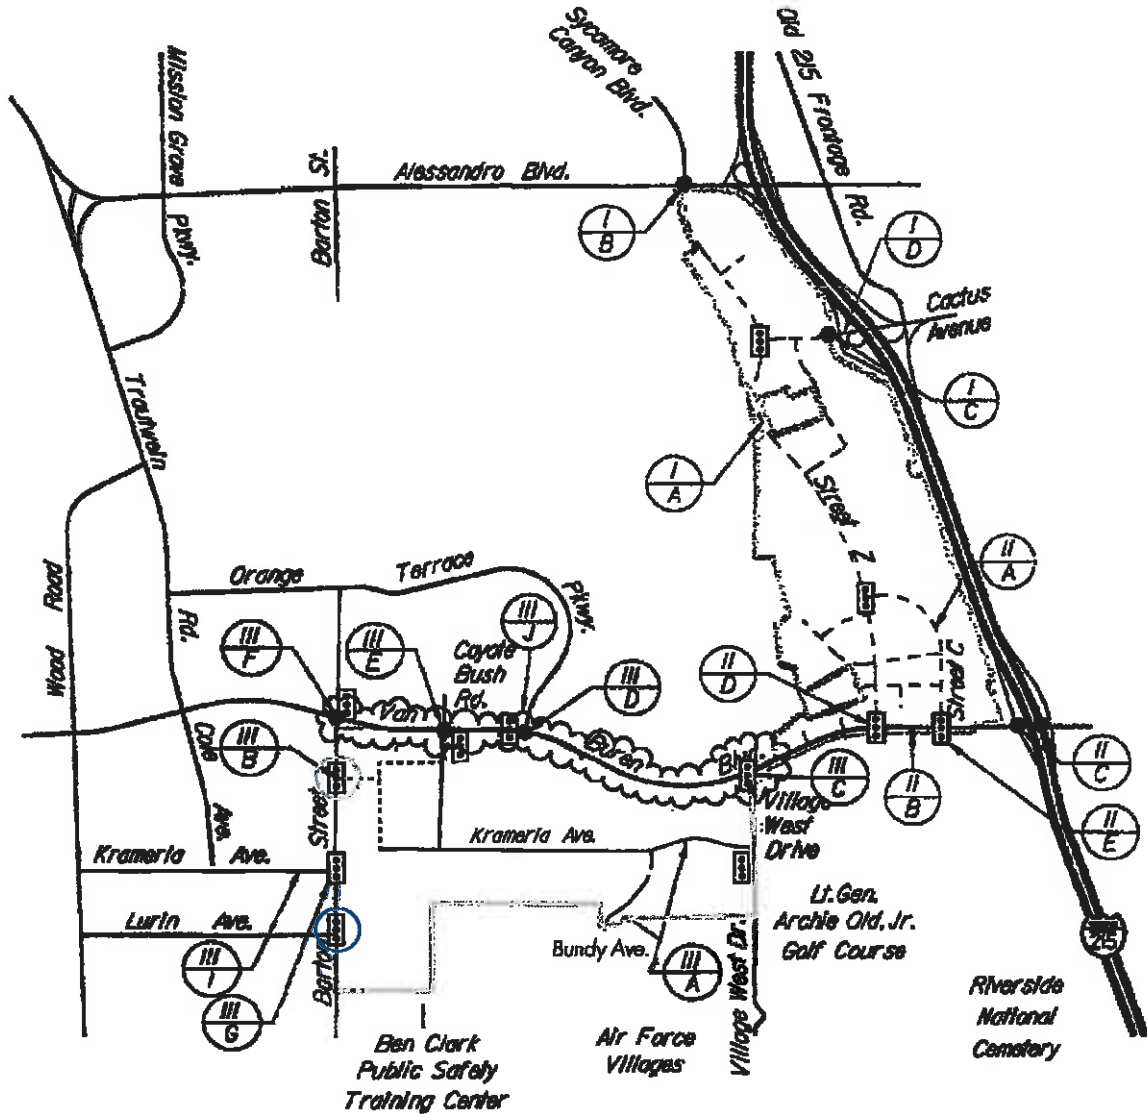 Sycamore
Canyon Blvd.
Old 215 Frontage
Rd.
Mission Grove
Pkwy.
Barton St.
Alessandro Blvd.
I
B
I
D
Cactus
Avenue
I
C
Trautwein
Rd.
I
A
Street Z
Wood Road
Orange
Terrace
Pkwy.
II
A
III
F
III
E
Coyote
Bush
Rd.
III
J
III
D
II
D
Street C
Van
Buren
Blvd.
Cole
Ave.
III
B
III
C
II
B
II
C
II
E
Village
West
Drive
Street
Krameria Ave.
Krameria Ave.
Lurin Ave.
Barton
III
I
III
G
Bundy Ave.
III
A
Village West Dr.
Lt. Gen.
Archie Old, Jr.
Golf Course
215
Riverside
National
Cemetery
Ben Clark
Public Safety
Training Center
Air Force
Villages